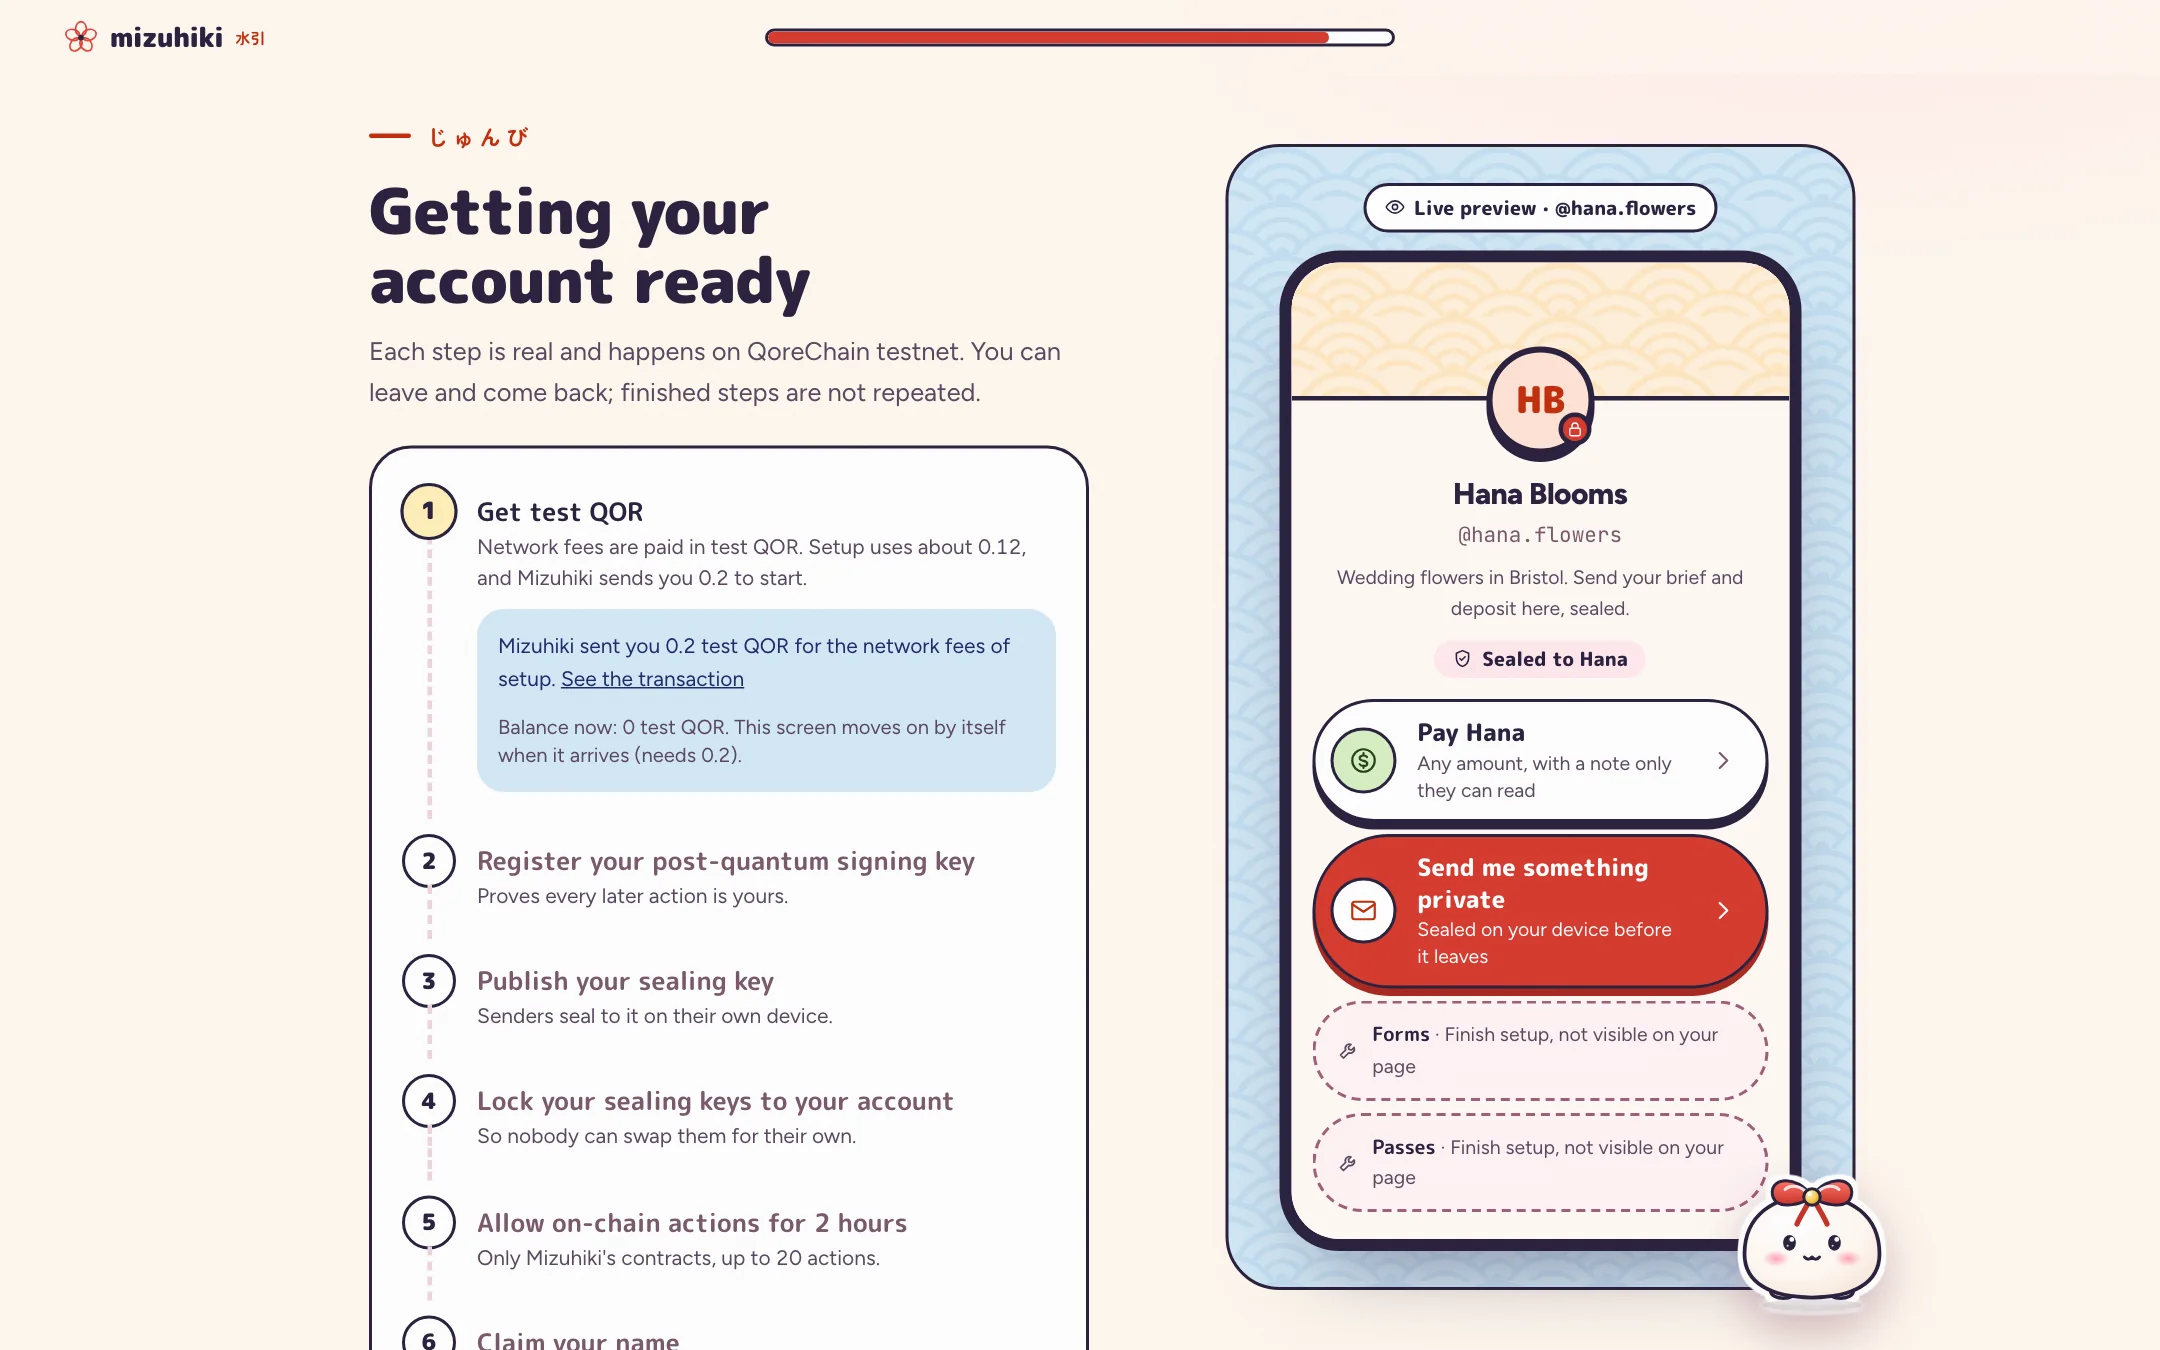 mizuhiki 水引
じゅんび
Getting your
account ready
Each step is real and happens on QoreChain testnet. You can
leave and come back; finished steps are not repeated.
1
Get test QOR
Network fees are paid in test QOR. Setup uses about 0.12,
and Mizuhiki sends you 0.2 to start.
Mizuhiki sent you 0.2 test QOR for the network fees of
setup. See the transaction
Balance now: 0 test QOR. This screen moves on by itself
when it arrives (needs 0.2).
2
Register your post-quantum signing key
Proves every later action is yours.
3
Publish your sealing key
Senders seal to it on their own device.
4
Lock your sealing keys to your account
So nobody can swap them for their own.
5
Allow on-chain actions for 2 hours
Only Mizuhiki's contracts, up to 20 actions.
6
Claim your name
Live preview · @hana.flowers
HB
Hana Blooms
@hana.flowers
Wedding flowers in Bristol. Send your brief and
deposit here, sealed.
Sealed to Hana
Pay Hana
Any amount, with a note only
they can read
Send me something
private
Sealed on your device before
it leaves
Forms · Finish setup, not visible on your
page
Passes · Finish setup, not visible on your
page